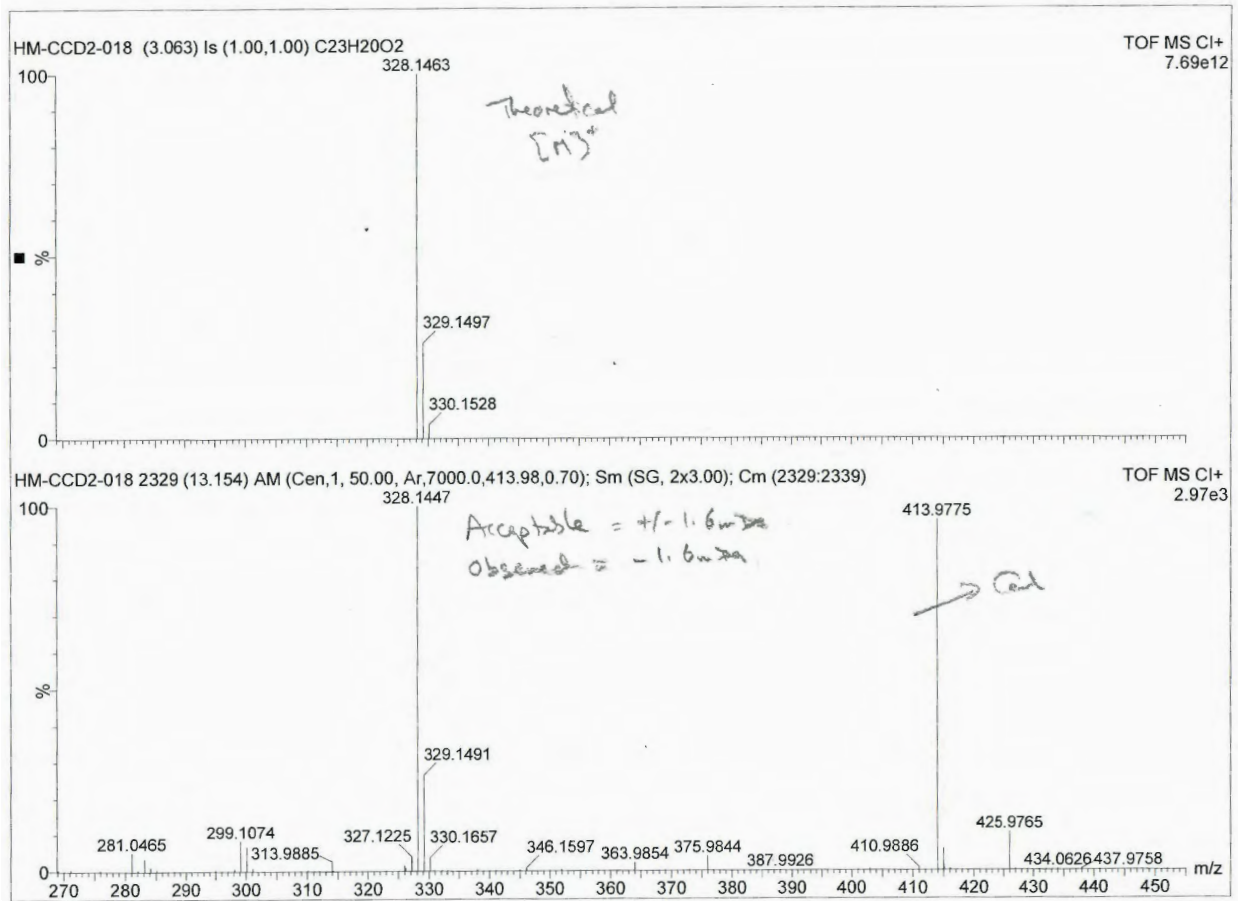 HM-CCD2-018 (3.063) Is (1.00,1.00) C23H20O2
TOF MS CI+
7.69e12
328.1463
100
Theoretical
[M]+
%
329.1497
330.1528
0
HM-CCD2-018 2329 (13.154) AM (Cen,1, 50.00, Ar,7000.0,413.98,0.70); Sm (SG, 2x3.00); Cm (2329:2339)
TOF MS CI+
2.97e3
328.1447
100
413.9775
Acceptable = +/- 1.6mDa
Observed = -1.6mDa
%
329.1491
281.0465
299.1074
313.9885
327.1225
330.1657
346.1597
363.9854
375.9844
387.9926
410.9886
425.9765
434.0626
437.9758
0
m/z
270 280 290 300 310 320 330 340 350 360 370 380 390 400 410 420 430 440 450